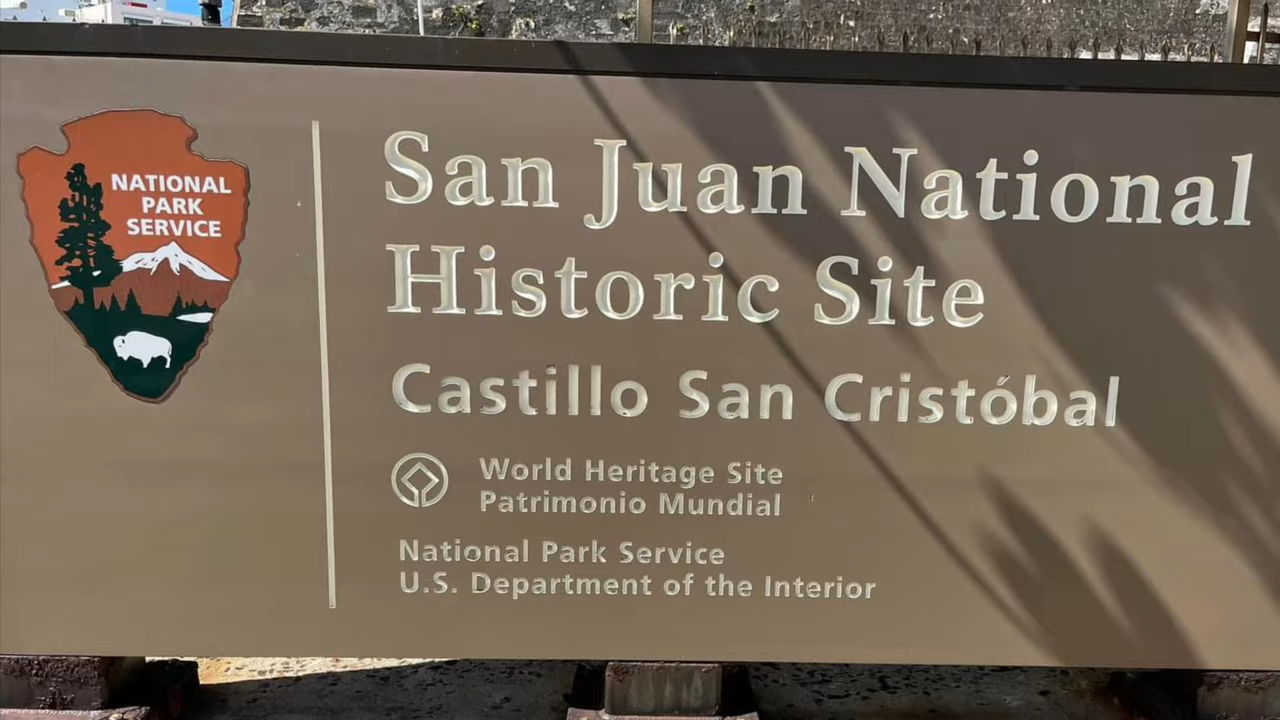 NATIONAL
PARK
SERVICE
San Juan National
Historic Site
Castillo San Cristóbal
World Heritage Site
Patrimonio Mundial
National Park Service
U.S. Department of the Interior